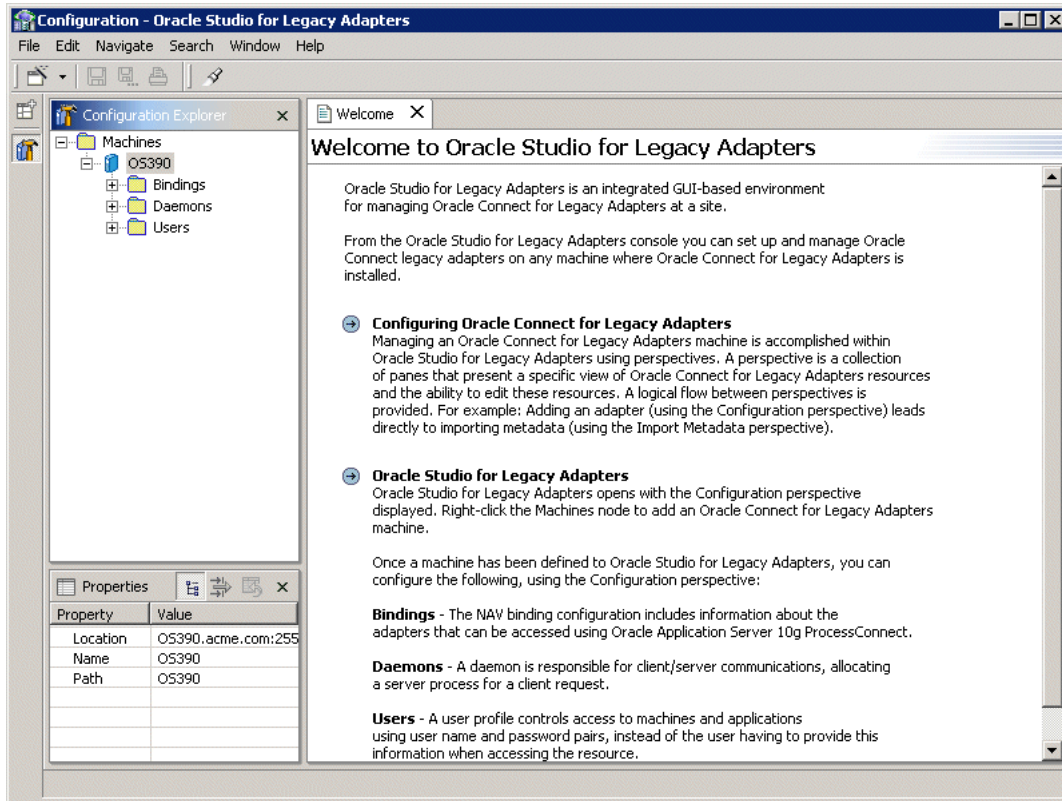 Configuration - Oracle Studio for Legacy Adapters
File Edit Navigate Search Window Help
Configuration Explorer
Machines
OS390
Bindings
Daemons
Users
Properties
Property Value
Location OS390.acme.com:255
Name OS390
Path OS390
Welcome
Welcome to Oracle Studio for Legacy Adapters
Oracle Studio for Legacy Adapters is an integrated GUI-based environment
for managing Oracle Connect for Legacy Adapters at a site.
From the Oracle Studio for Legacy Adapters console you can set up and manage Oracle
Connect legacy adapters on any machine where Oracle Connect for Legacy Adapters is
installed.
Configuring Oracle Connect for Legacy Adapters
Managing an Oracle Connect for Legacy Adapters machine is accomplished within
Oracle Studio for Legacy Adapters using perspectives. A perspective is a collection
of panes that present a specific view of Oracle Connect for Legacy Adapters resources
and the ability to edit these resources. A logical flow between perspectives is
provided. For example: Adding an adapter (using the Configuration perspective) leads
directly to importing metadata (using the Import Metadata perspective).
Oracle Studio for Legacy Adapters
Oracle Studio for Legacy Adapters opens with the Configuration perspective
displayed. Right-click the Machines node to add an Oracle Connect for Legacy Adapters
machine.
Once a machine has been defined to Oracle Studio for Legacy Adapters, you can
configure the following, using the Configuration perspective:
Bindings - The NAV binding configuration includes information about the
adapters that can be accessed using Oracle Application Server 10g ProcessConnect.
Daemons - A daemon is responsible for client/server communications, allocating
a server process for a client request.
Users - A user profile controls access to machines and applications
using user name and password pairs, instead of the user having to provide this
information when accessing the resource.